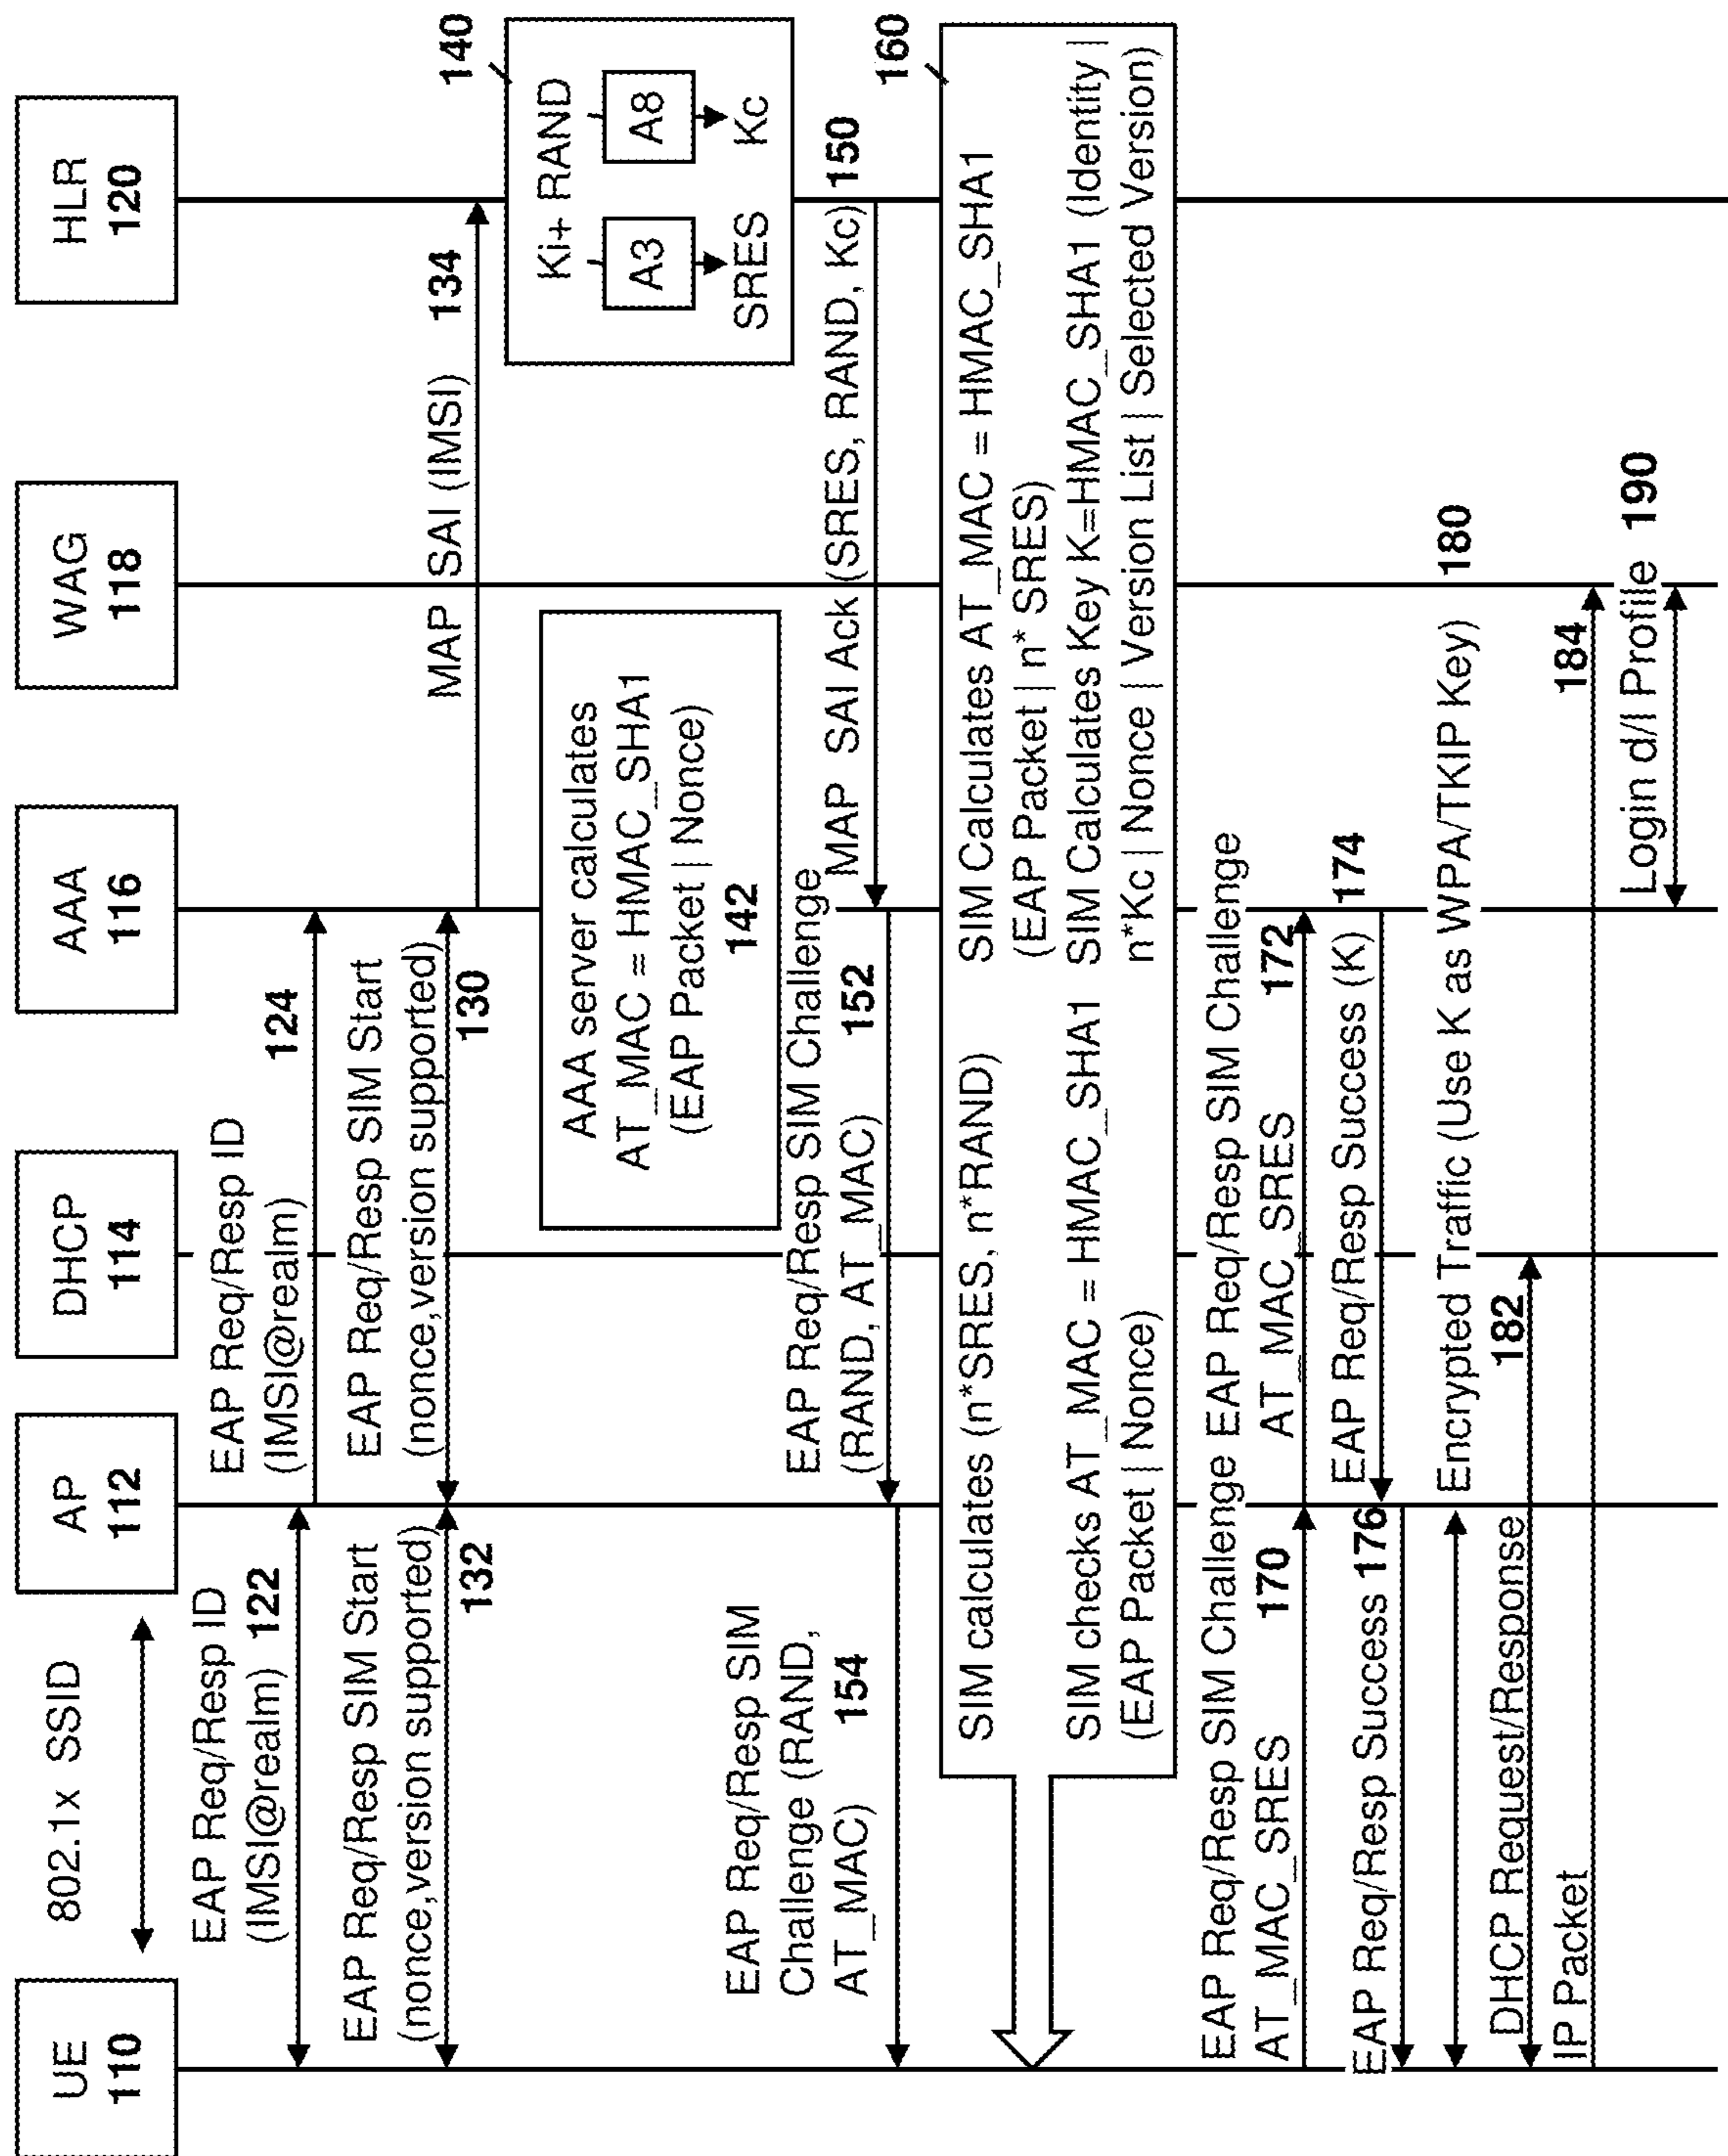 UE
110
802.1x SSID
AP
112
DHCP
114
AAA
116
WAG
118
HLR
120
EAP Req/Resp ID
(IMSI@realm) 122
EAP Req/Resp ID
(IMSI@realm)
124
EAP Req/Resp SIM Start
(nonce,version supported)
132
EAP Req/Resp SIM Start
(nonce,version supported)
130
MAP SAI (IMSI) 134
140
Ki+ RAND
A3
A8
SRES
Kc
AAA server calculates
AT_MAC = HMAC_SHA1
(EAP Packet | Nonce)
142
MAP SAI Ack (SRES, RAND, Kc) 150
EAP Req/Resp SIM Challenge
(RAND, AT_MAC) 152
EAP Req/Resp SIM
Challenge (RAND,
AT_MAC) 154
160
SIM calculates (n*SRES, n*RAND)
SIM checks AT_MAC = HMAC_SHA1
(EAP Packet | Nonce)
SIM Calculates AT_MAC = HMAC_SHA1
(EAP Packet | n* SRES)
SIM Calculates Key K=HMAC_SHA1 (Identity |
n*Kc | Nonce | Version List | Selected Version)
EAP Req/Resp SIM Challenge
AT_MAC_SRES 170
EAP Req/Resp SIM Challenge
AT_MAC_SRES 172
EAP Req/Resp Success (K) 174
EAP Req/Resp Success 176
Encrypted Traffic (Use K as WPA/TKIP Key) 180
DHCP Request/Response 182
IP Packet 184
Login d/l Profile 190